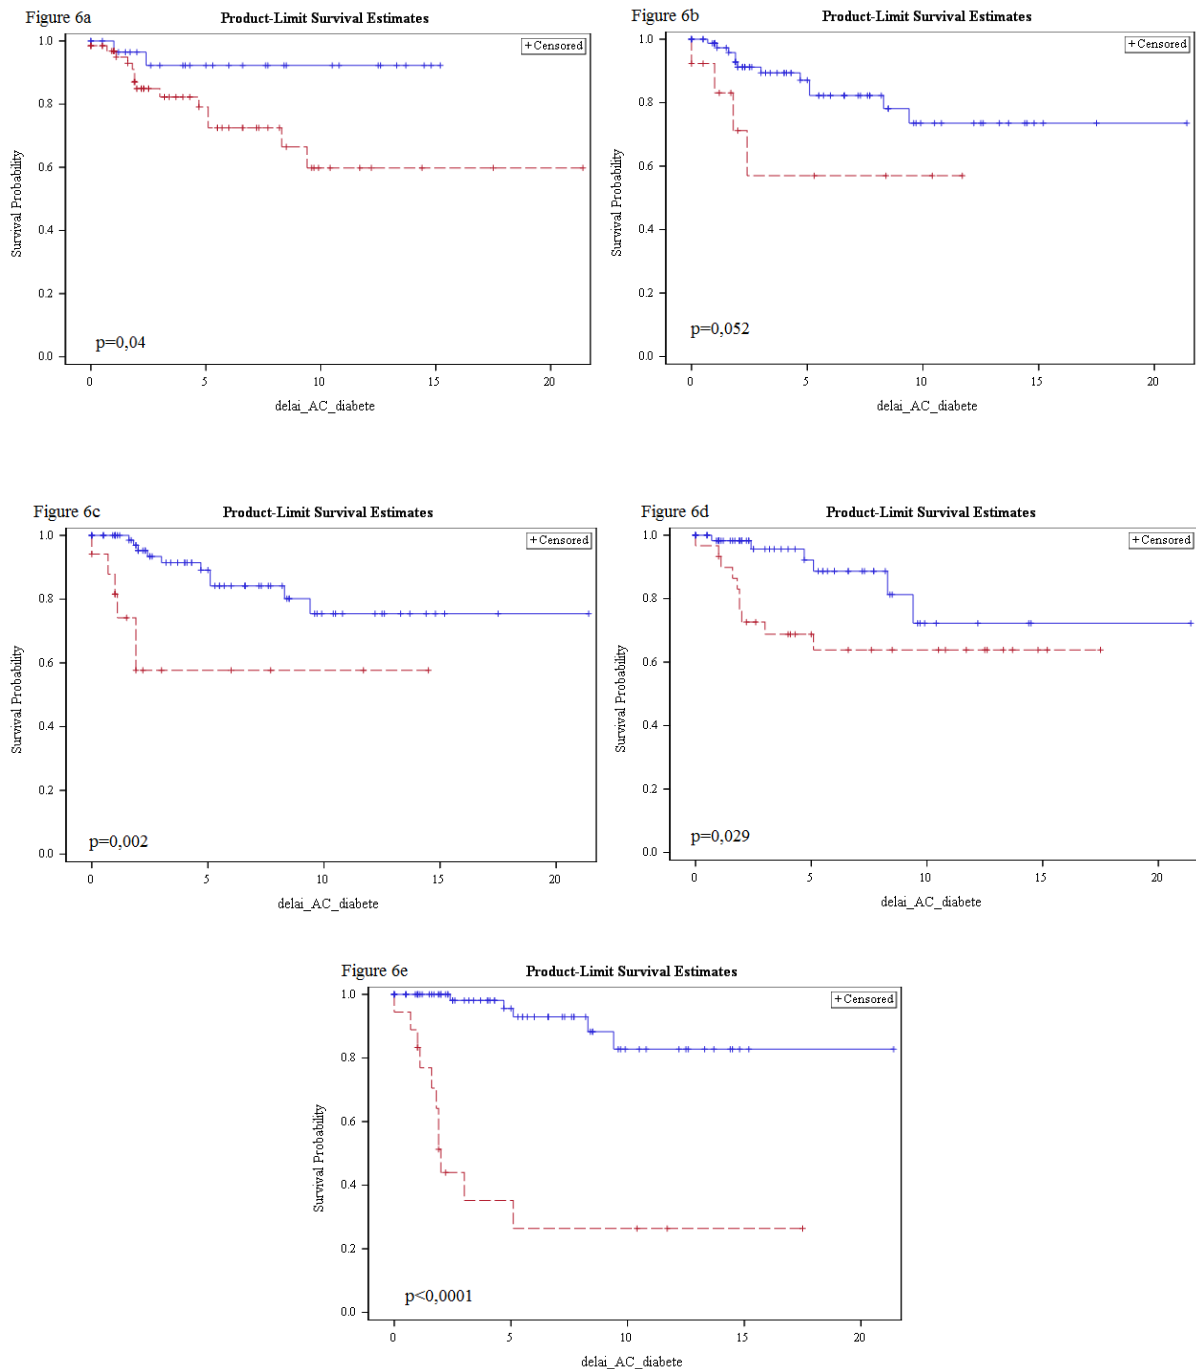 Figure 6a
Product-Limit Survival Estimates
+ Censored
1.0
0.8
0.6
0.4
0.2
0.0
Survival Probability
p=0,04
0 5 10 15 20
delai_AC_diabete
Figure 6b
Product-Limit Survival Estimates
+ Censored
1.0
0.8
0.6
0.4
0.2
0.0
Survival Probability
p=0,052
0 5 10 15 20
delai_AC_diabete
Figure 6c
Product-Limit Survival Estimates
+ Censored
1.0
0.8
0.6
0.4
0.2
0.0
Survival Probability
p=0,002
0 5 10 15 20
delai_AC_diabete
Figure 6d
Product-Limit Survival Estimates
+ Censored
1.0
0.8
0.6
0.4
0.2
0.0
Survival Probability
p=0,029
0 5 10 15 20
delai_AC_diabete
Figure 6e
Product-Limit Survival Estimates
+ Censored
1.0
0.8
0.6
0.4
0.2
0.0
Survival Probability
p<0,0001
0 5 10 15 20
delai_AC_diabete